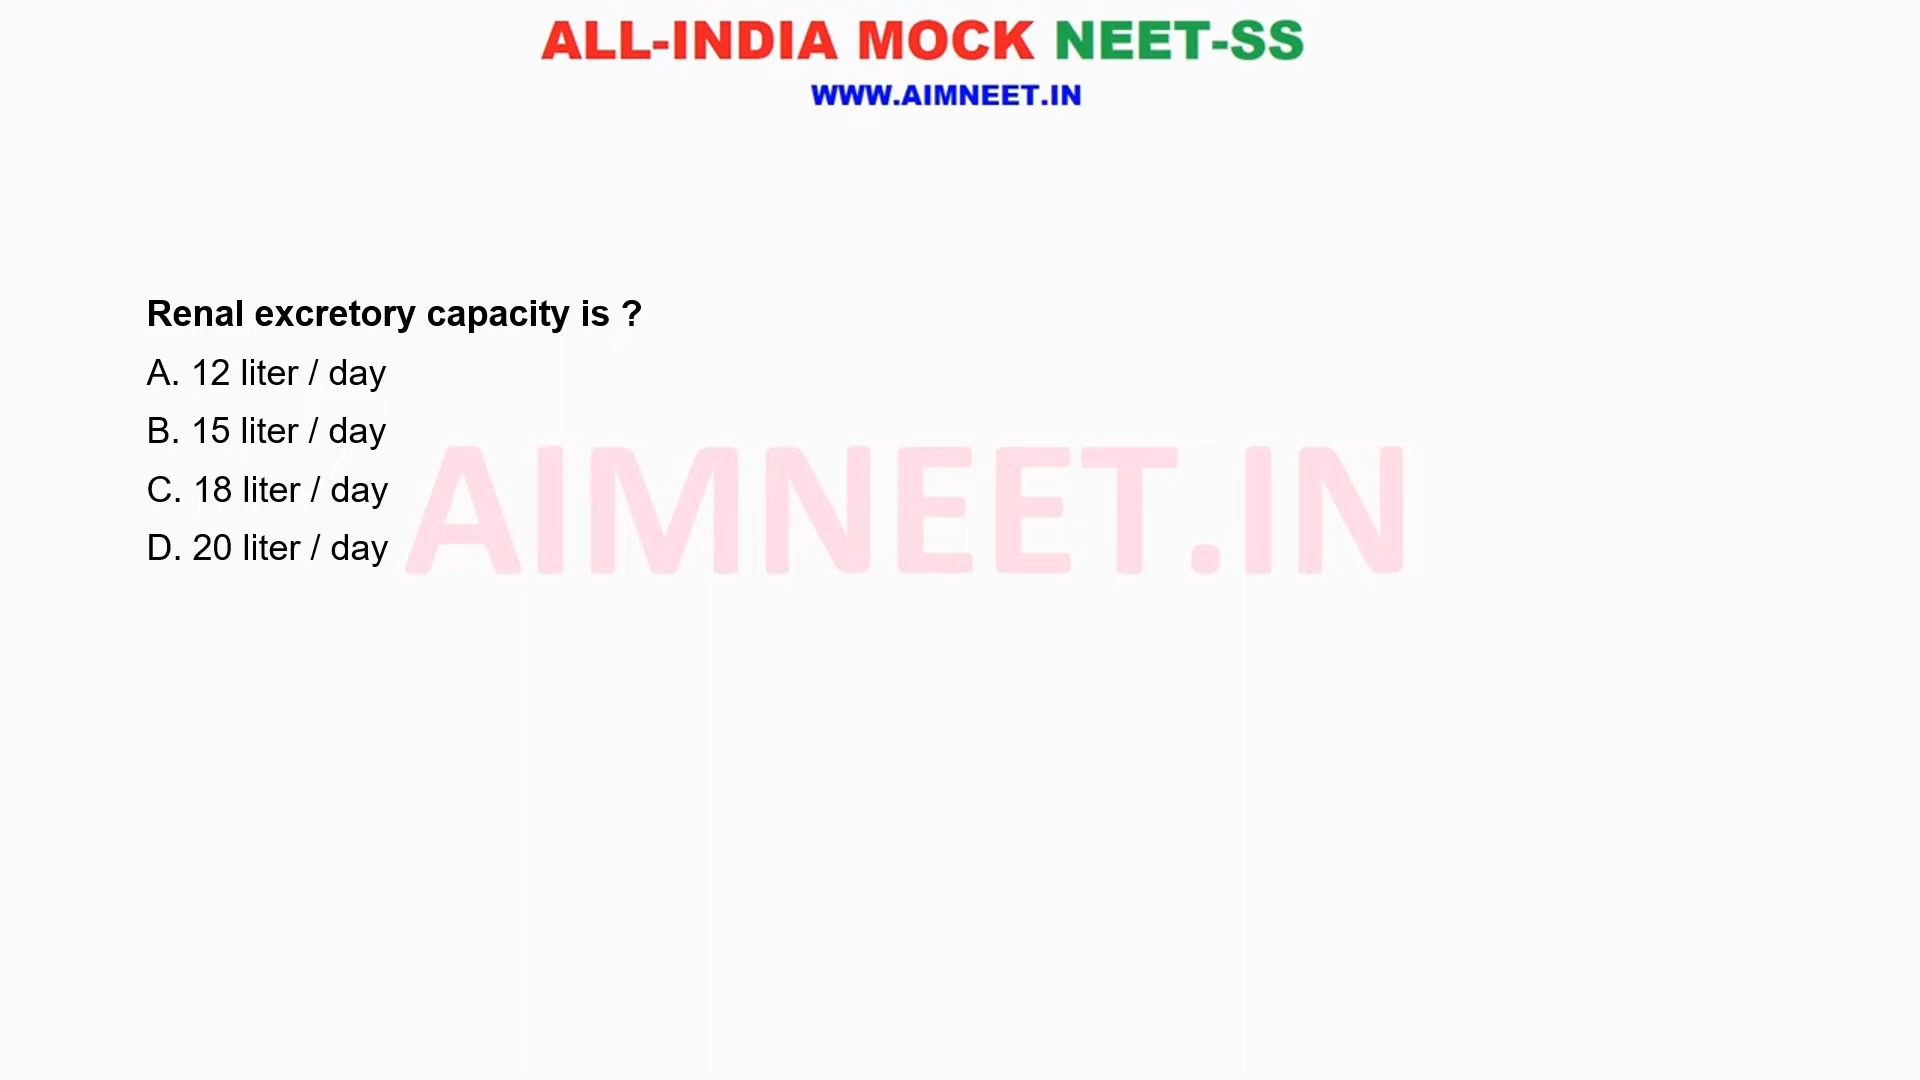 ALL-INDIA MOCK NEET-SS
WWW.AIMNEET.IN
Renal excretory capacity is ?
A. 12 liter / day
B. 15 liter / day
C. 18 liter / day
D. 20 liter / day
AIMNEET.IN